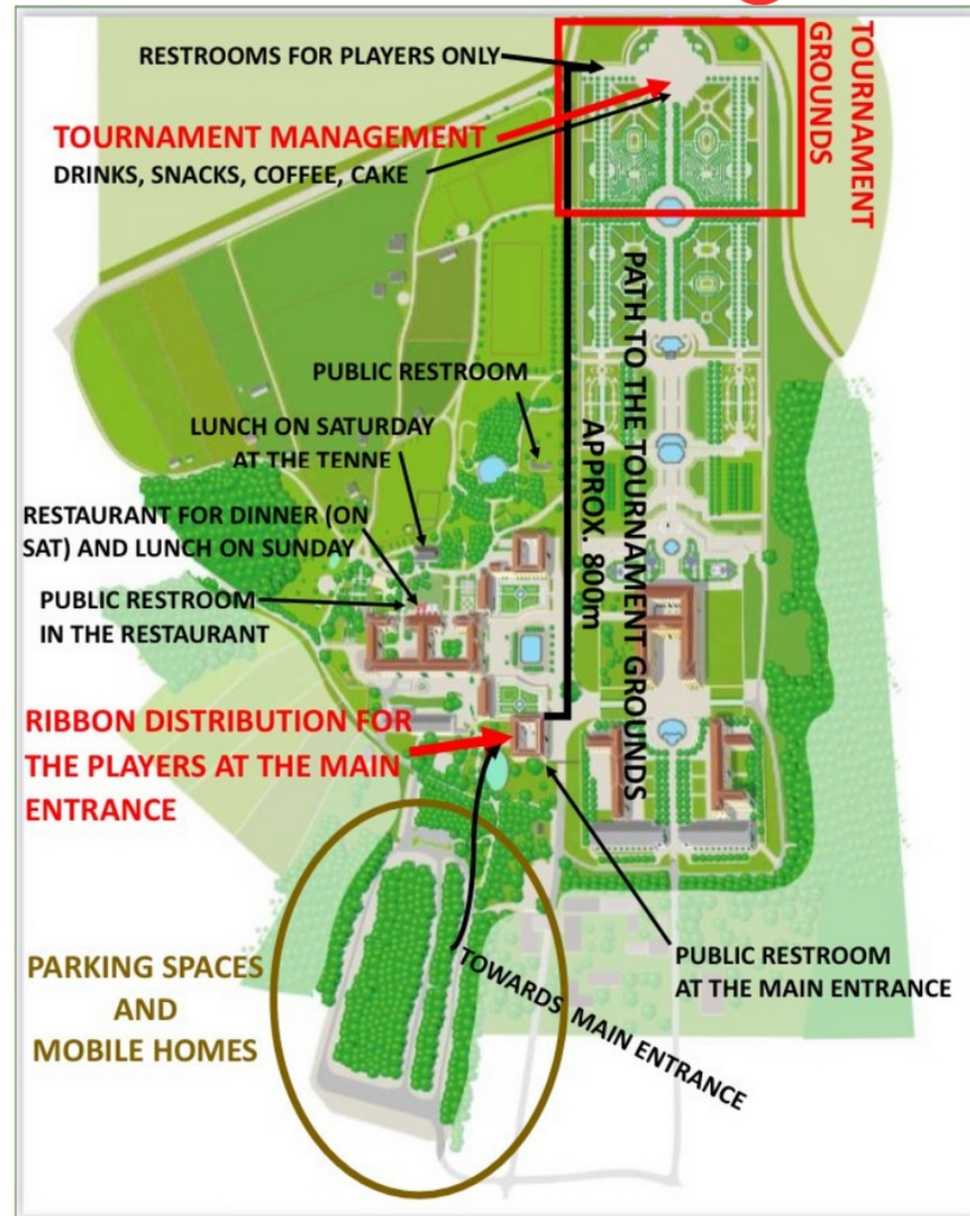 RESTROOMS FOR PLAYERS ONLY
TOURNAMENT
GROUNDS
TOURNAMENT MANAGEMENT
DRINKS, SNACKS, COFFEE, CAKE
PATH TO THE TOURNAMENT GROUNDS
APPROX. 800m
PUBLIC RESTROOM
LUNCH ON SATURDAY
AT THE TENNE
RESTAURANT FOR DINNER (ON
SAT) AND LUNCH ON SUNDAY
PUBLIC RESTROOM
IN THE RESTAURANT
RIBBON DISTRIBUTION FOR
THE PLAYERS AT THE MAIN
ENTRANCE
PARKING SPACES
AND
MOBILE HOMES
TOWARDS MAIN ENTRANCE
PUBLIC RESTROOM
AT THE MAIN ENTRANCE